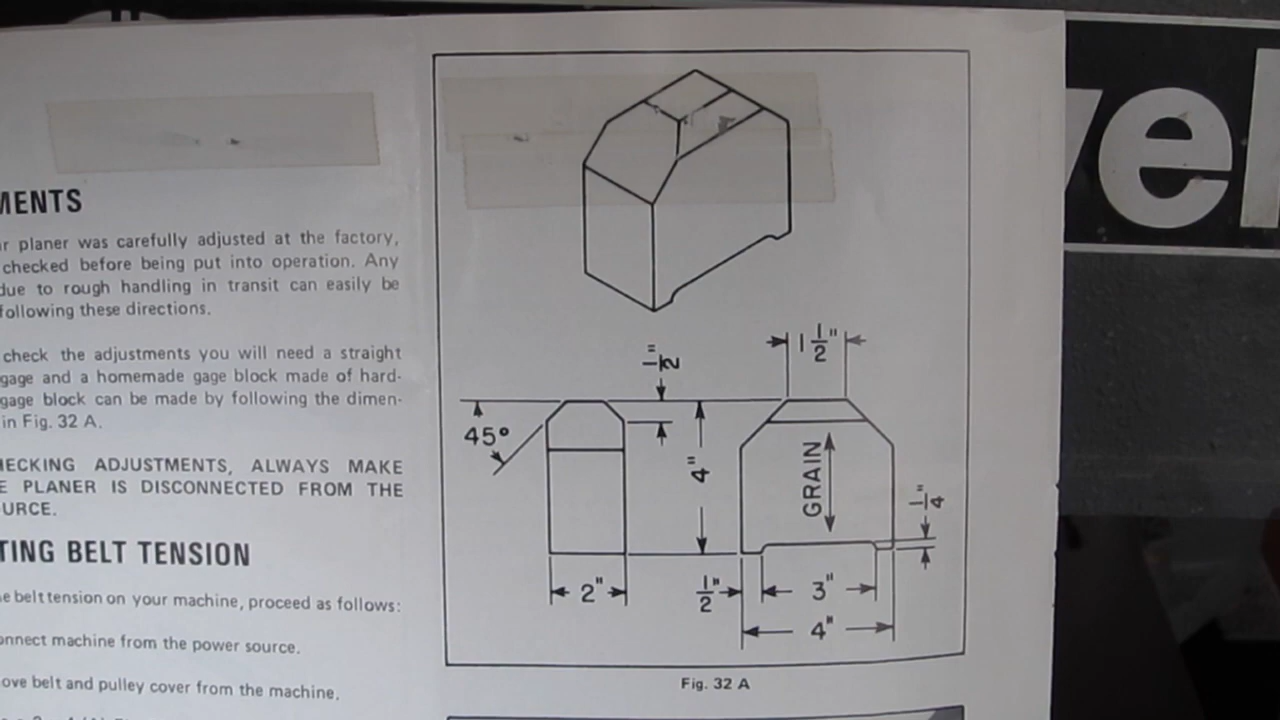 MENTS
r planer was carefully adjusted at the factory,
checked before being put into operation. Any
due to rough handling in transit can easily be
following these directions.
check the adjustments you will need a straight
gage and a homemade gage block made of hard-
gage block can be made by following the dimen-
in Fig. 32 A.
HECKING ADJUSTMENTS, ALWAYS MAKE
E PLANER IS DISCONNECTED FROM THE
URCE.
TING BELT TENSION
e belt tension on your machine, proceed as follows:
onnect machine from the power source.
ove belt and pulley cover from the machine.
1 1/2"
1/2"
45°
4"
GRAIN
1/4"
2"
1/2"
3"
4"
Fig. 32 A
vel